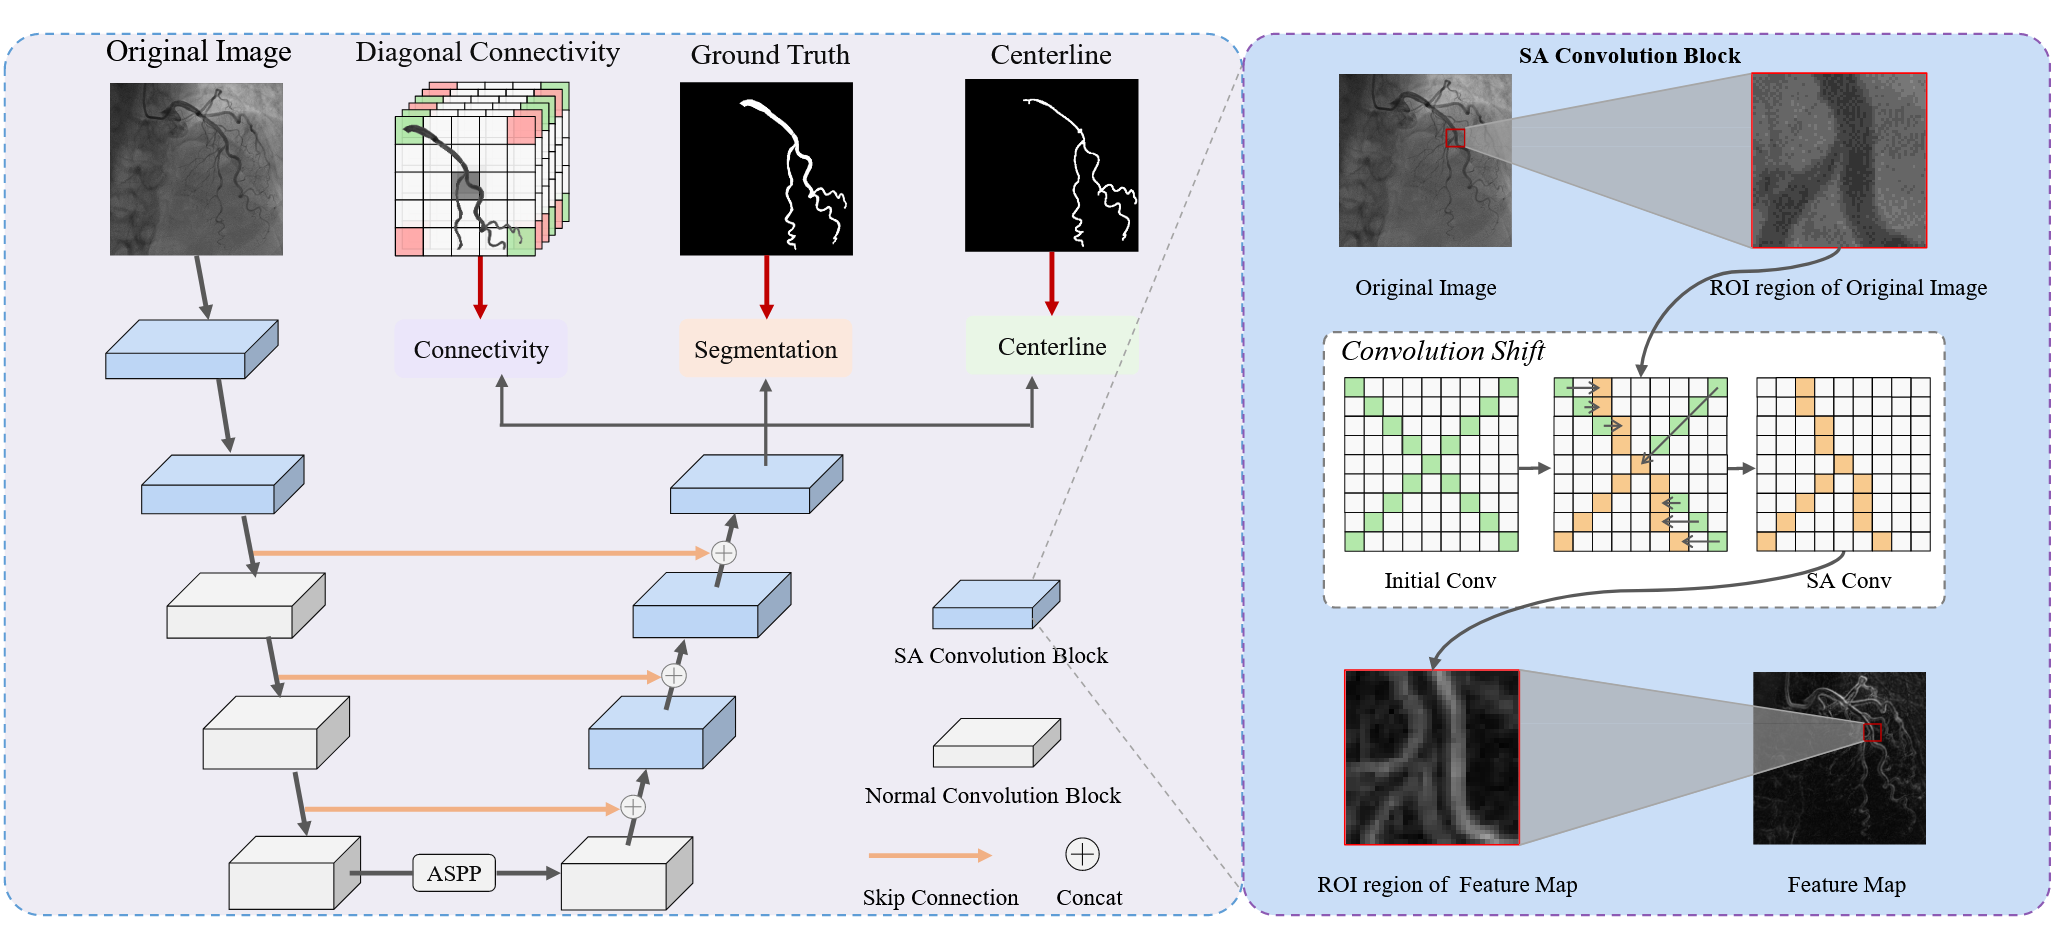 Original Image
Diagonal Connectivity
Ground Truth
Centerline
Connectivity
Segmentation
Centerline
SA Convolution Block
Normal Convolution Block
ASPP
Skip Connection
Concat
SA Convolution Block
Original Image
ROI region of Original Image
Convolution Shift
Initial Conv
SA Conv
ROI region of Feature Map
Feature Map